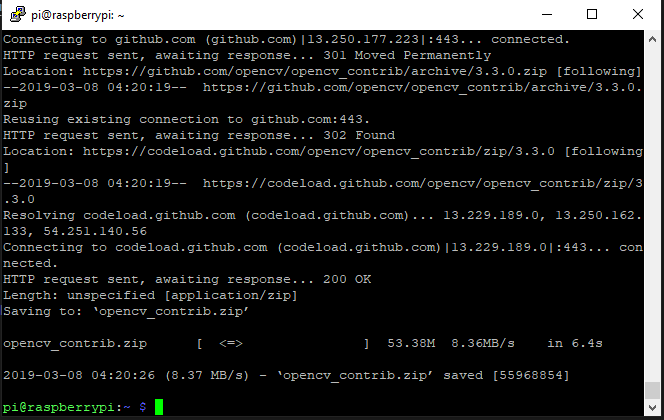 pi@raspberrypi: ~
Connecting to github.com (github.com)|13.250.177.223|:443... connected.
HTTP request sent, awaiting response... 301 Moved Permanently
Location: https://github.com/opencv/opencv_contrib/archive/3.3.0.zip [following]
--2019-03-08 04:20:19--  https://github.com/opencv/opencv_contrib/archive/3.3.0.
zip
Reusing existing connection to github.com:443.
HTTP request sent, awaiting response... 302 Found
Location: https://codeload.github.com/opencv/opencv_contrib/zip/3.3.0 [following
]
--2019-03-08 04:20:19--  https://codeload.github.com/opencv/opencv_contrib/zip/3
.3.0
Resolving codeload.github.com (codeload.github.com)... 13.229.189.0, 13.250.162.
133, 54.251.140.56
Connecting to codeload.github.com (codeload.github.com)|13.229.189.0|:443... con
nected.
HTTP request sent, awaiting response... 200 OK
Length: unspecified [application/zip]
Saving to: ‘opencv_contrib.zip’
opencv_contrib.zip      [  <=>               ]  53.38M  8.36MB/s    in 6.4s
2019-03-08 04:20:26 (8.37 MB/s) - ‘opencv_contrib.zip’ saved [55968854]
pi@raspberrypi:~ $